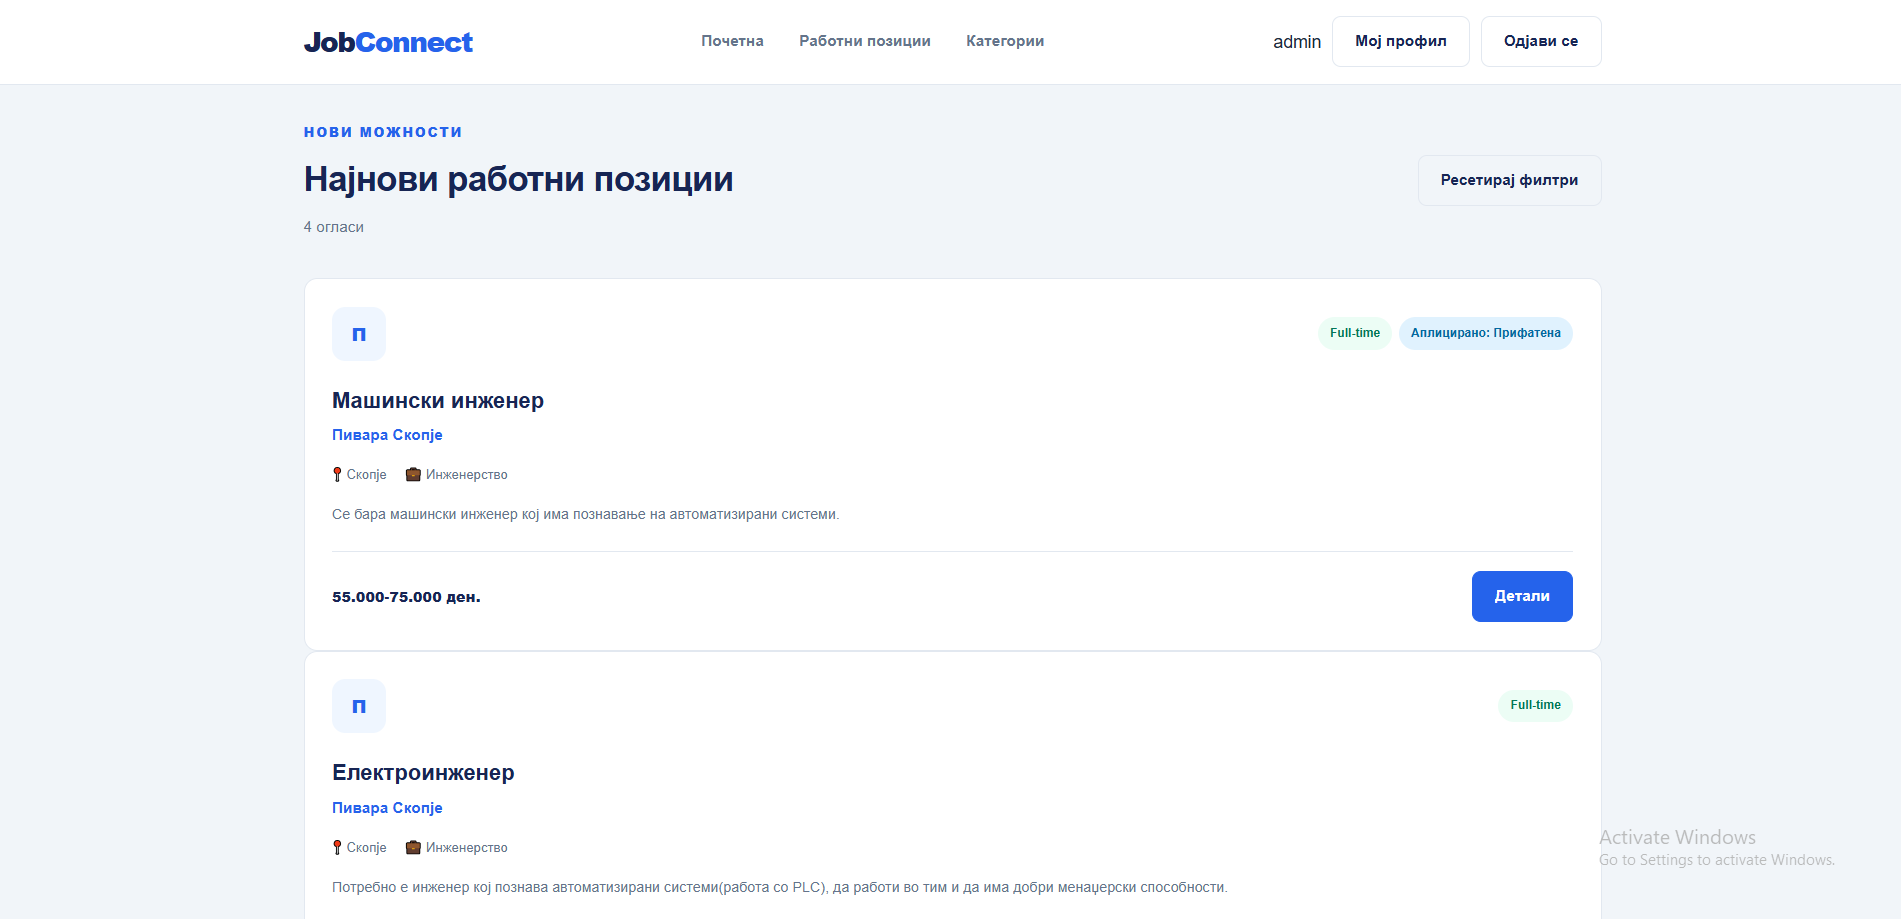 JobConnect
Почетна Работни позиции Категории
admin Мој профил Одјави се
НОВИ МОЖНОСТИ
Најнови работни позиции
Ресетирај филтри
4 огласи
П
Full-time Аплицирано: Прифатена
Машински инженер
Пивара Скопје
Скопје Инженерство
Се бара машински инженер кој има познавање на автоматизирани системи.
55.000-75.000 ден.
Детали
П
Full-time
Електроинженер
Пивара Скопје
Скопје Инженерство
Потребно е инженер кој познава автоматизирани системи(работа со PLC), да работи во тим и да има добри менаџерски способности.
Activate Windows
Go to Settings to activate Windows.